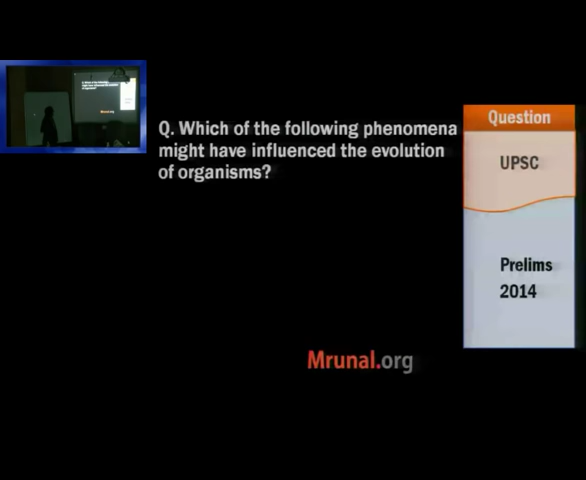 Q. Which of the following phenomena
might have influenced the evolution
of organisms?
Question
UPSC
Prelims
2014
Mrunal.org